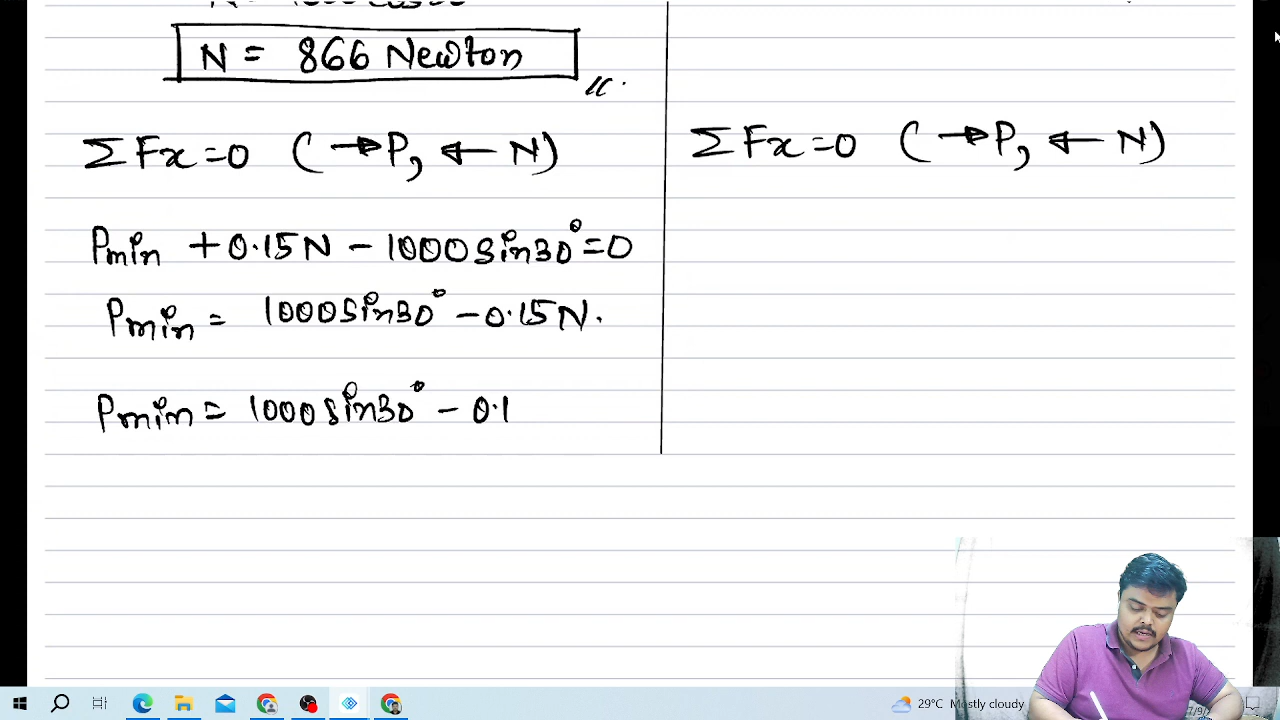 N = 866 Newton
ΣFx=0 (→P, ← N)
Pmin + 0.15N - 1000 sin30°=0
Pmin = 1000 sin30° - 0.15N.
Pmin = 1000 sin30° - 0.1
ΣFx=0 (→P, ← N)
29°C Mostly cloudy